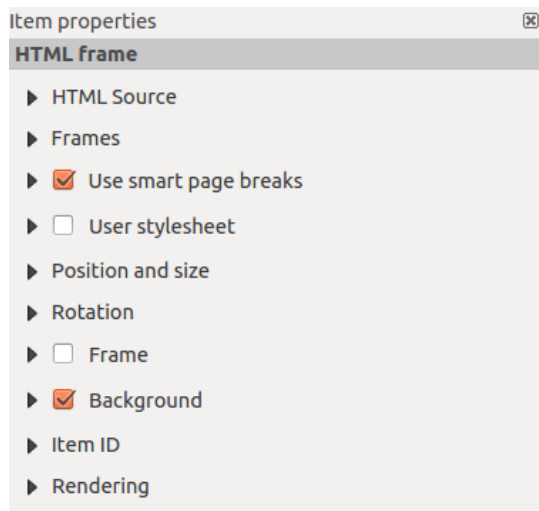 Item properties
HTML frame
HTML Source
Frames
Use smart page breaks
User stylesheet
Position and size
Rotation
Frame
Background
Item ID
Rendering